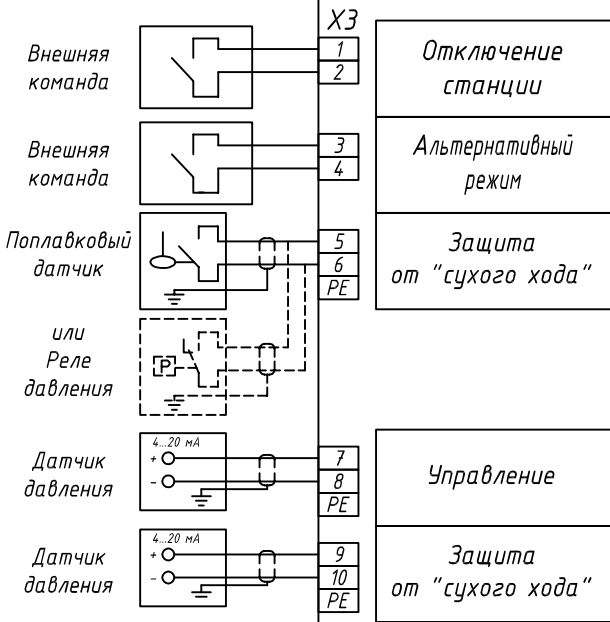 X3
Внешняя
команда
1
2
Отключение
станции
Внешняя
команда
3
4
Альтернативный
режим
Поплавковый
датчик
5
6
PE
Защита
от "сухого хода"
или
Реле
давления
P
Датчик
давления
4...20 мА
+
-
7
8
PE
Управление
Датчик
давления
4...20 мА
+
-
9
10
PE
Защита
от "сухого хода"